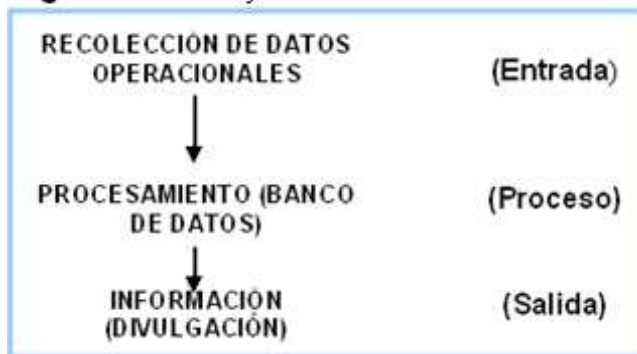 RECOLECCIÓN DE DATOS
OPERACIONALES (Entrada)
PROCESAMIENTO (BANCO
DE DATOS) (Proceso)
INFORMACIÓN
(DIVULGACIÓN) (Salida)